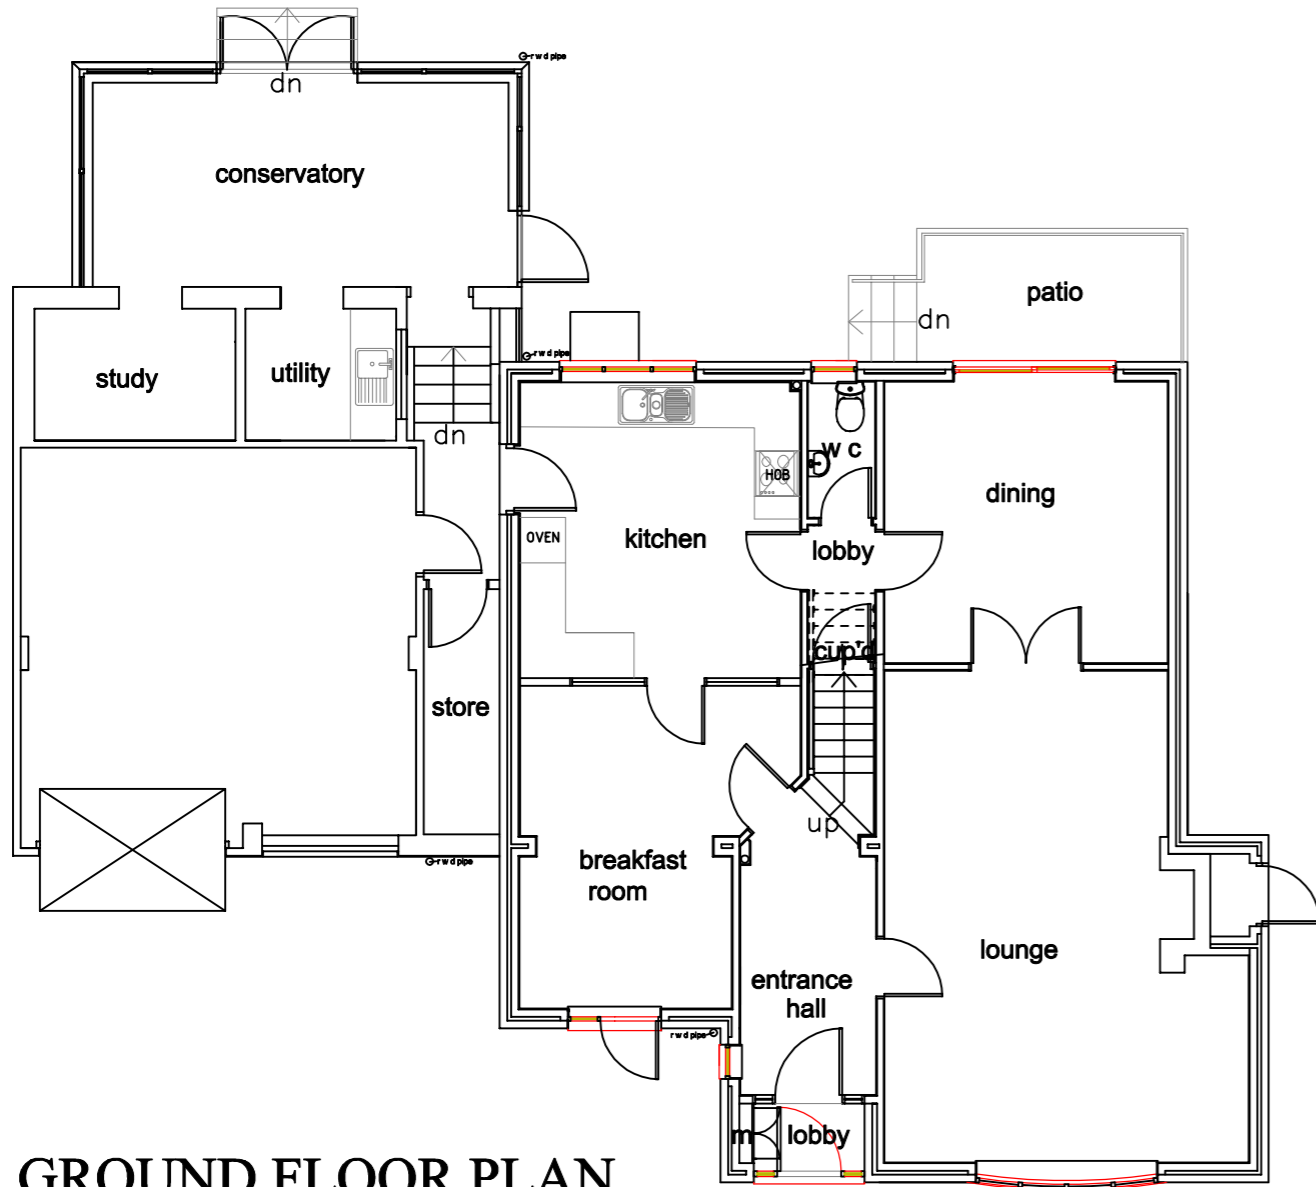 r w d pipe
dn
conservatory
patio
dn
r w d pipe
study
utility
dn
w c
HOB
dining
OVEN
kitchen
lobby
cup'd
store
up
breakfast
room
r w d pipe
lounge
entrance
hall
r w d pipe
m
lobby
GROUND FLOOR PLAN